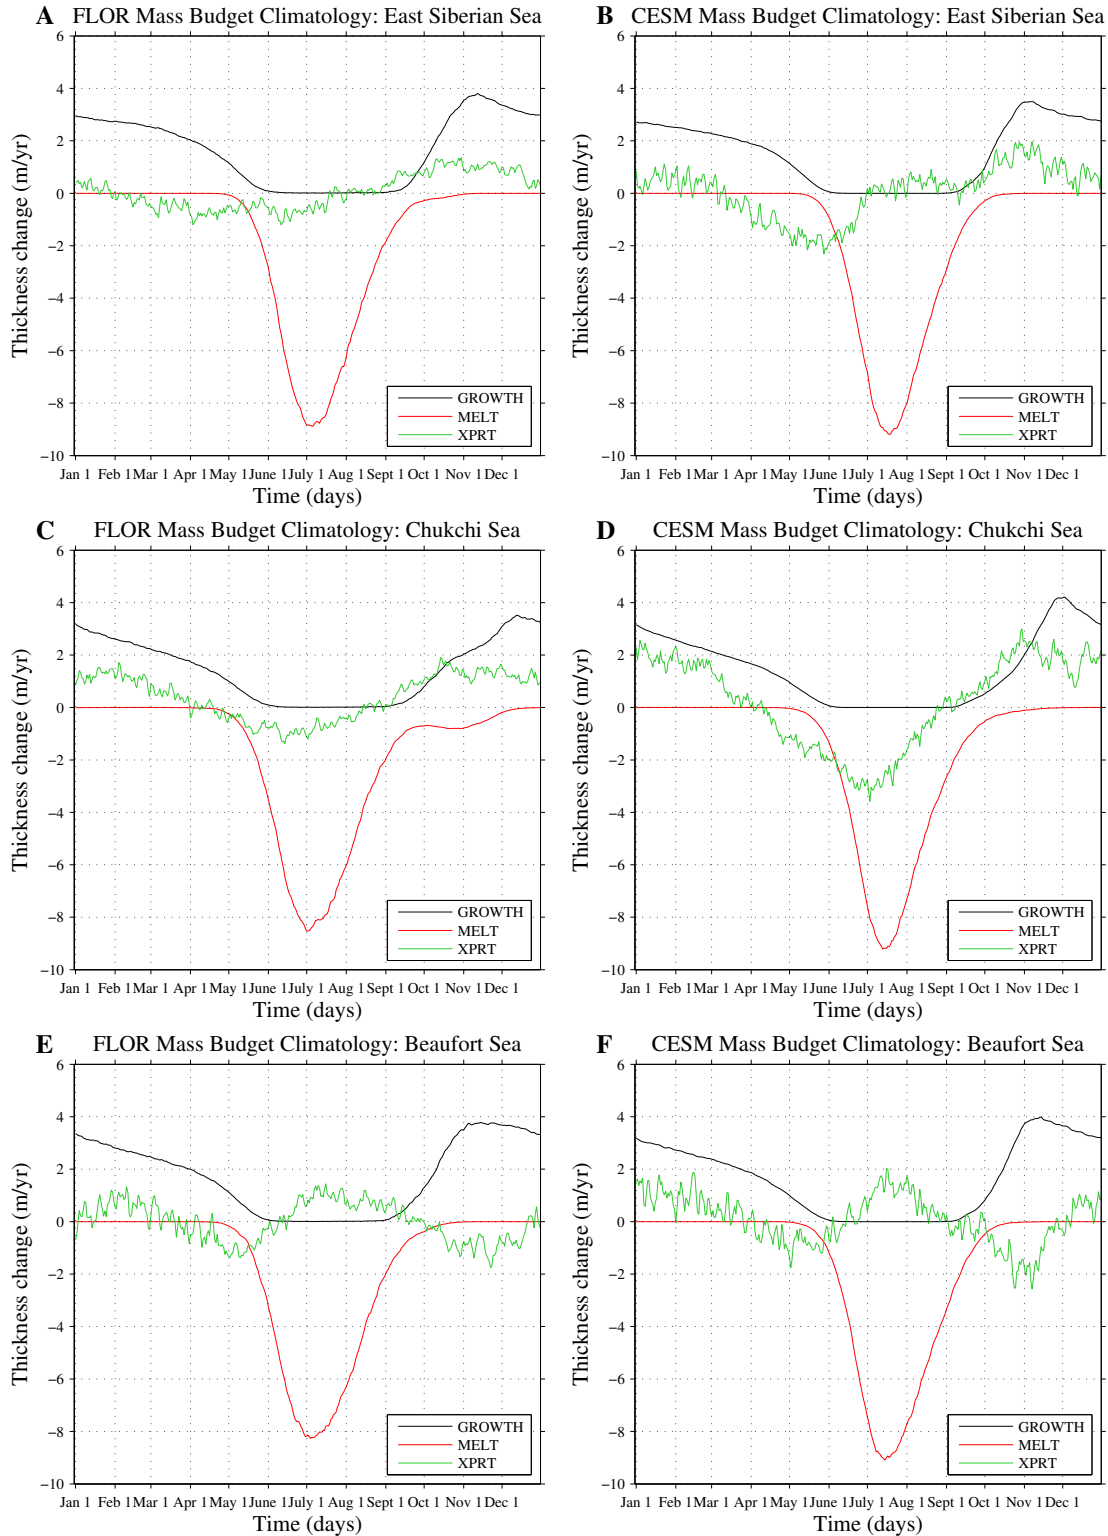 A FLOR Mass Budget Climatology: East Siberian Sea
6
4
2
0
−2
−4
−6
−8
−10
Thickness change (m/yr)
GROWTH
MELT
XPRT
Jan 1 Feb 1 Mar 1 Apr 1 May 1 June 1 July 1 Aug 1 Sept 1 Oct 1 Nov 1 Dec 1
Time (days)
B CESM Mass Budget Climatology: East Siberian Sea
6
4
2
0
−2
−4
−6
−8
−10
Thickness change (m/yr)
GROWTH
MELT
XPRT
Jan 1 Feb 1 Mar 1 Apr 1 May 1 June 1 July 1 Aug 1 Sept 1 Oct 1 Nov 1 Dec 1
Time (days)
C FLOR Mass Budget Climatology: Chukchi Sea
6
4
2
0
−2
−4
−6
−8
−10
Thickness change (m/yr)
GROWTH
MELT
XPRT
Jan 1 Feb 1 Mar 1 Apr 1 May 1 June 1 July 1 Aug 1 Sept 1 Oct 1 Nov 1 Dec 1
Time (days)
D CESM Mass Budget Climatology: Chukchi Sea
6
4
2
0
−2
−4
−6
−8
−10
Thickness change (m/yr)
GROWTH
MELT
XPRT
Jan 1 Feb 1 Mar 1 Apr 1 May 1 June 1 July 1 Aug 1 Sept 1 Oct 1 Nov 1 Dec 1
Time (days)
E FLOR Mass Budget Climatology: Beaufort Sea
6
4
2
0
−2
−4
−6
−8
−10
Thickness change (m/yr)
GROWTH
MELT
XPRT
Jan 1 Feb 1 Mar 1 Apr 1 May 1 June 1 July 1 Aug 1 Sept 1 Oct 1 Nov 1 Dec 1
Time (days)
F CESM Mass Budget Climatology: Beaufort Sea
6
4
2
0
−2
−4
−6
−8
−10
Thickness change (m/yr)
GROWTH
MELT
XPRT
Jan 1 Feb 1 Mar 1 Apr 1 May 1 June 1 July 1 Aug 1 Sept 1 Oct 1 Nov 1 Dec 1
Time (days)